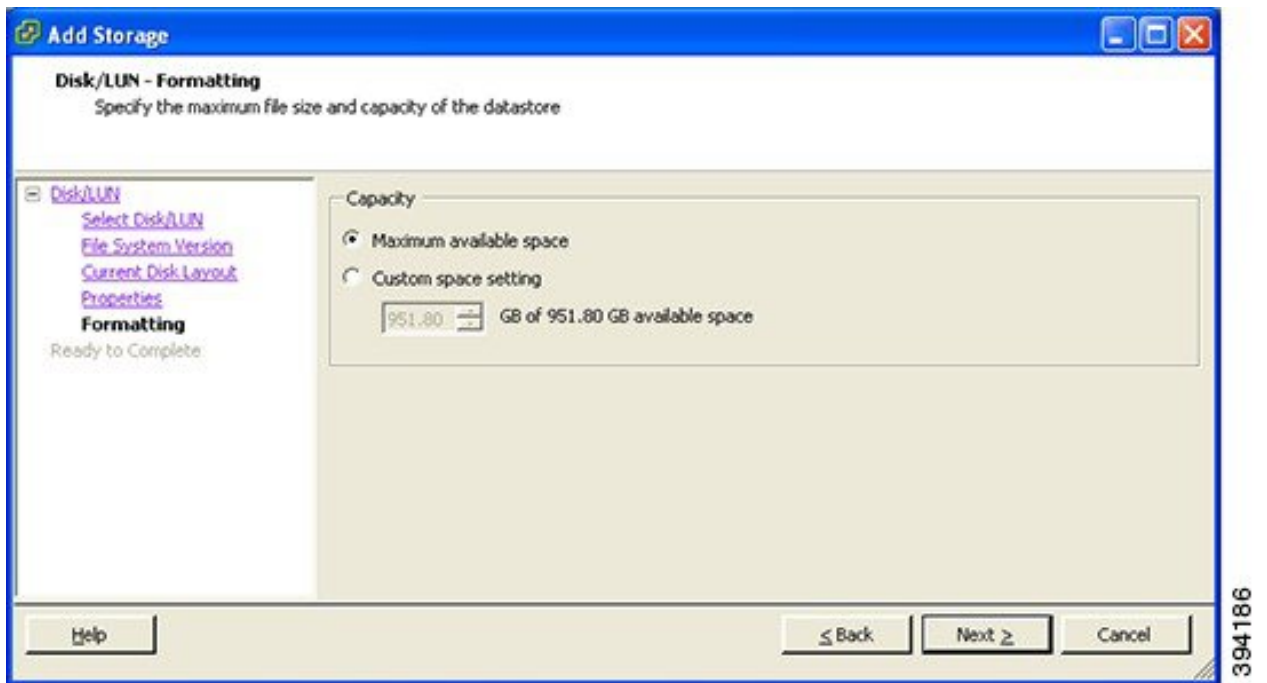 Add Storage
Disk/LUN - Formatting
Specify the maximum file size and capacity of the datastore
Disk/LUN
Select Disk/LUN
File System Version
Current Disk Layout
Properties
Formatting
Ready to Complete
Capacity
Maximum available space
Custom space setting
951.80 GB of 951.80 GB available space
Help
≤ Back
Next ≥
Cancel
394186